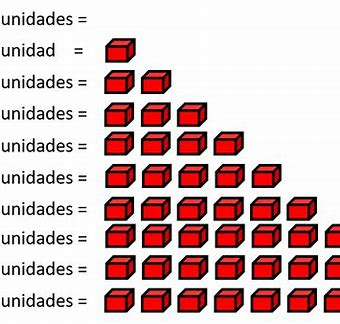 unidades =
unidad =
unidades =
unidades =
unidades =
unidades =
unidades =
unidades =
unidades =
unidades =